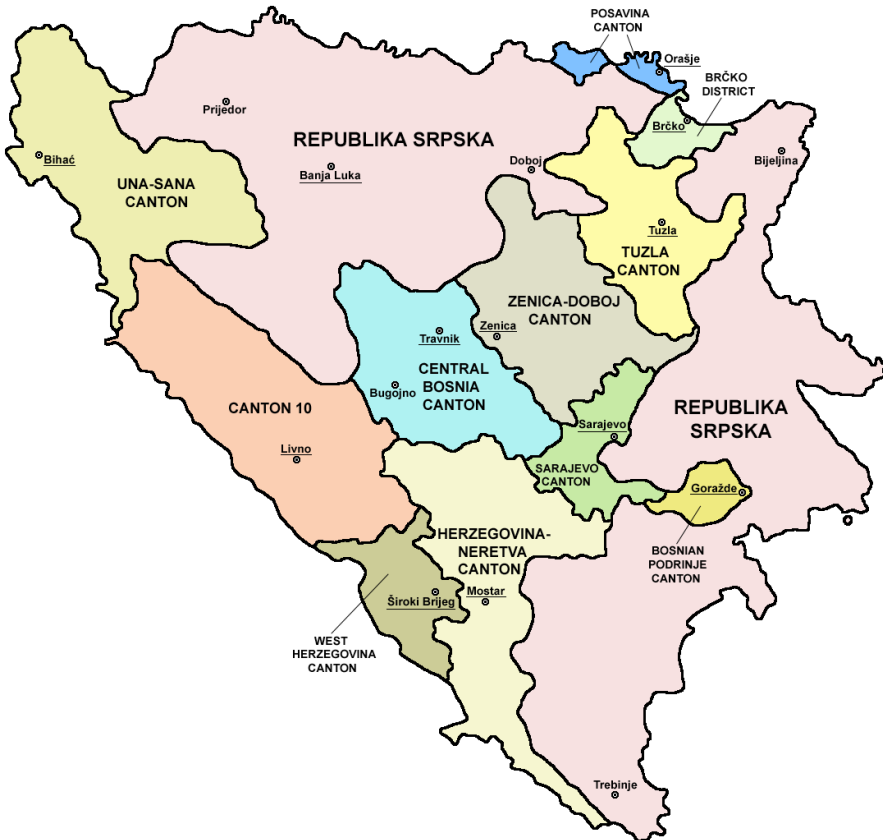 POSAVINA
CANTON
Orašje
BRČKO
DISTRICT
Prijedor
Brčko
REPUBLIKA SRPSKA
Bihać
Doboj
Bijeljina
Banja Luka
UNA-SANA
CANTON
Tuzla
TUZLA
CANTON
ZENICA-DOBOJ
CANTON
Travnik
Zenica
CENTRAL
BOSNIA
CANTON
Bugojno
CANTON 10
REPUBLIKA
SRPSKA
Sarajevo
Livno
SARAJEVO
CANTON
Goražde
HERZEGOVINA-
NERETVA
CANTON
BOSNIAN
PODRINJE
CANTON
Široki Brijeg
Mostar
WEST
HERZEGOVINA
CANTON
Trebinje